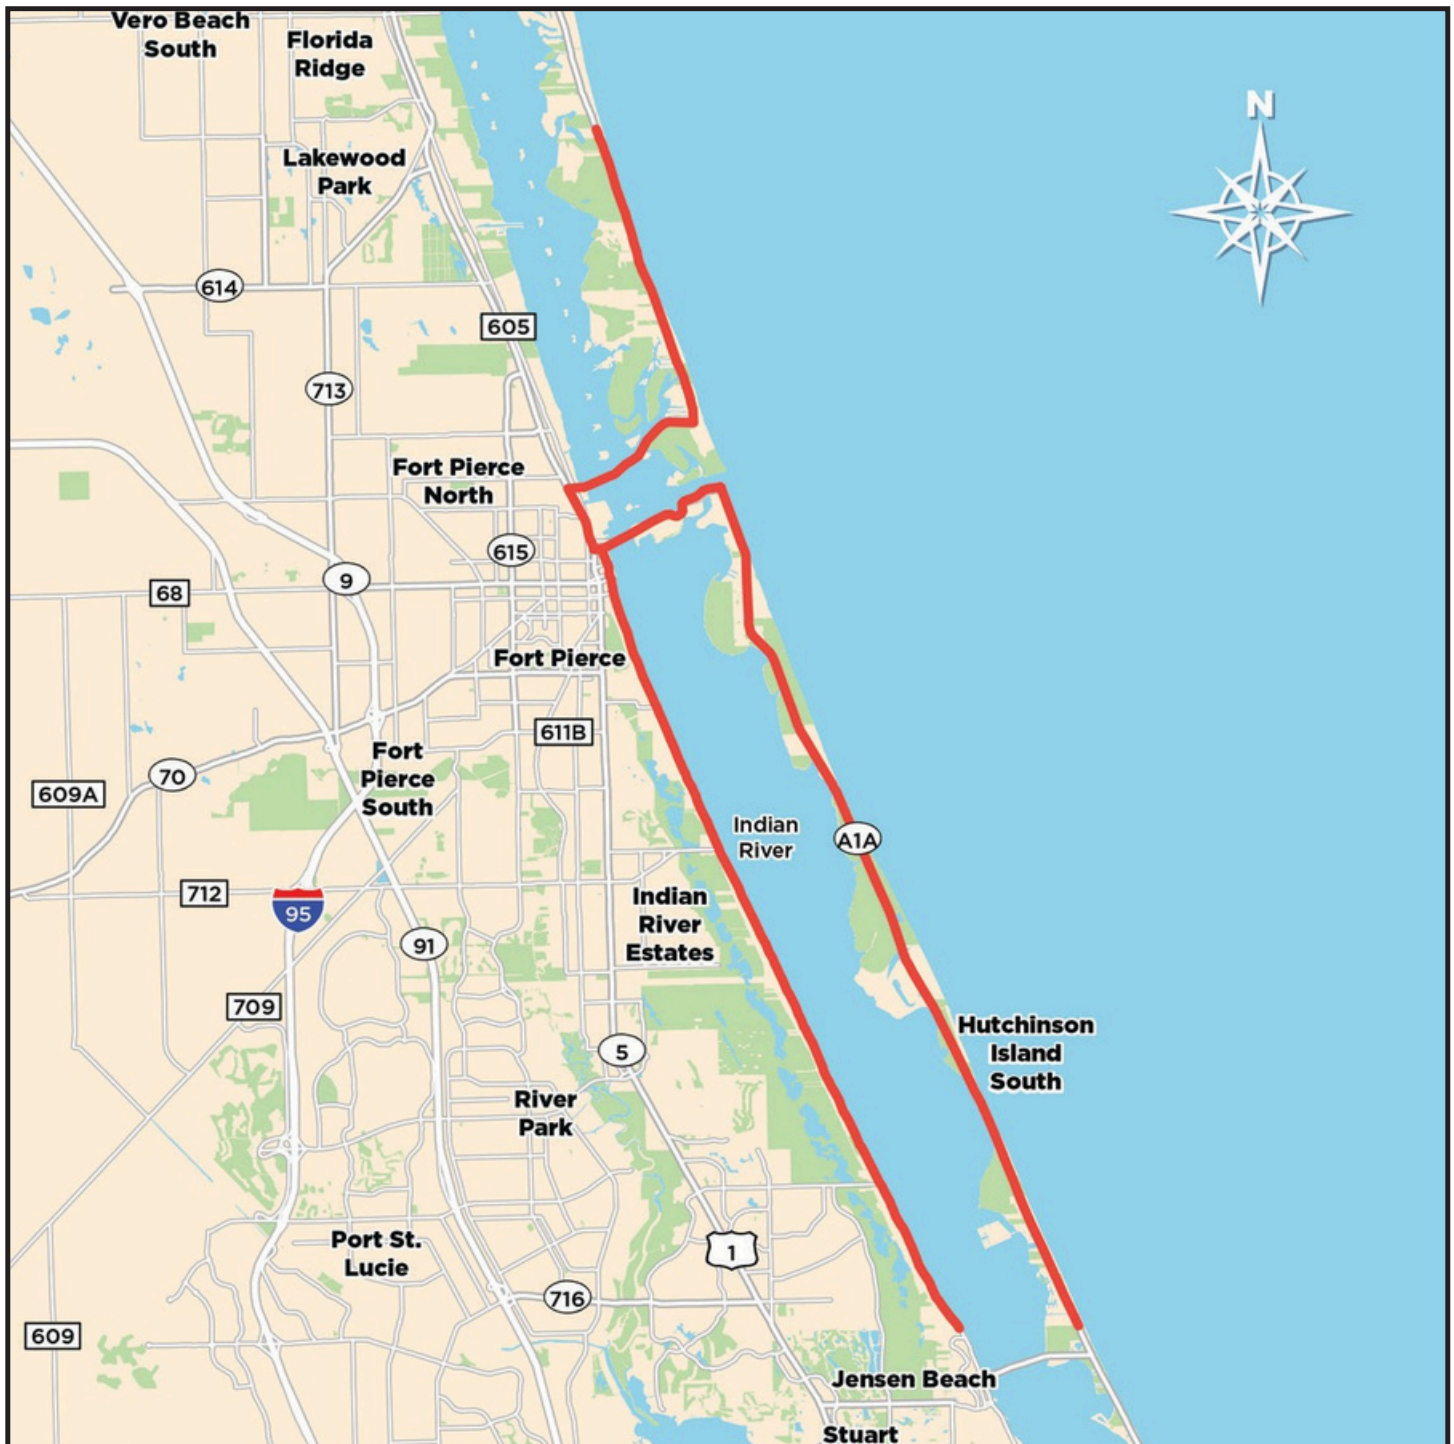 Vero Beach
South
Florida
Ridge
N
Lakewood
Park
614
605
713
Fort Pierce
North
615
9
68
Fort Pierce
611B
Fort
Pierce
South
70
609A
Indian
River
A1A
712
95
Indian
River
Estates
91
709
Hutchinson
Island
South
5
River
Park
Port St.
Lucie
1
716
609
Jensen Beach
Stuart